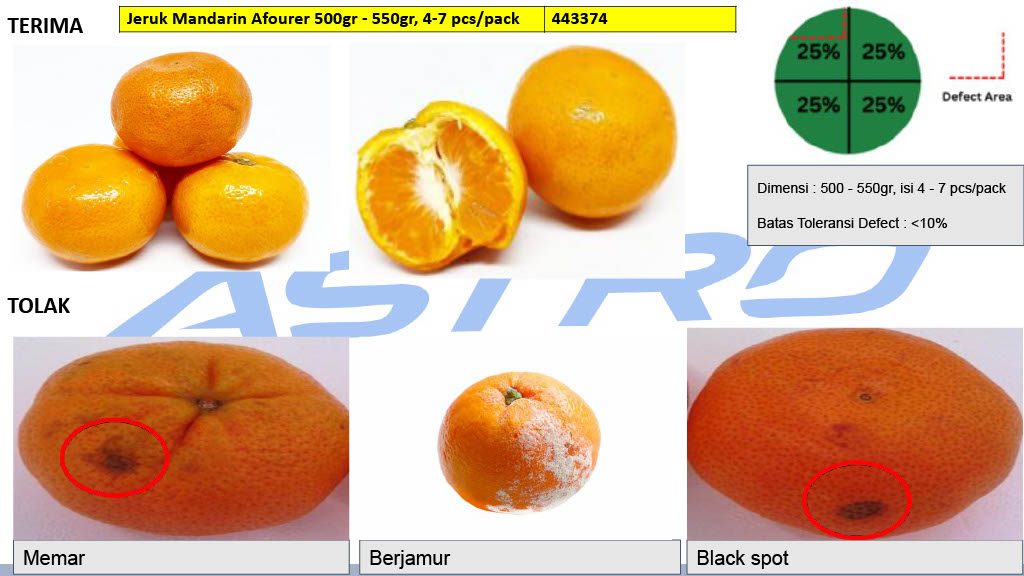 TERIMA
Jeruk Mandarin Afourer 500gr - 550gr, 4-7 pcs/pack 443374
25% 25%
25% 25%
Defect Area
Dimensi : 500 - 550gr, isi 4 - 7 pcs/pack
Batas Toleransi Defect : <10%
ASTRO
TOLAK
Memar Berjamur Black spot